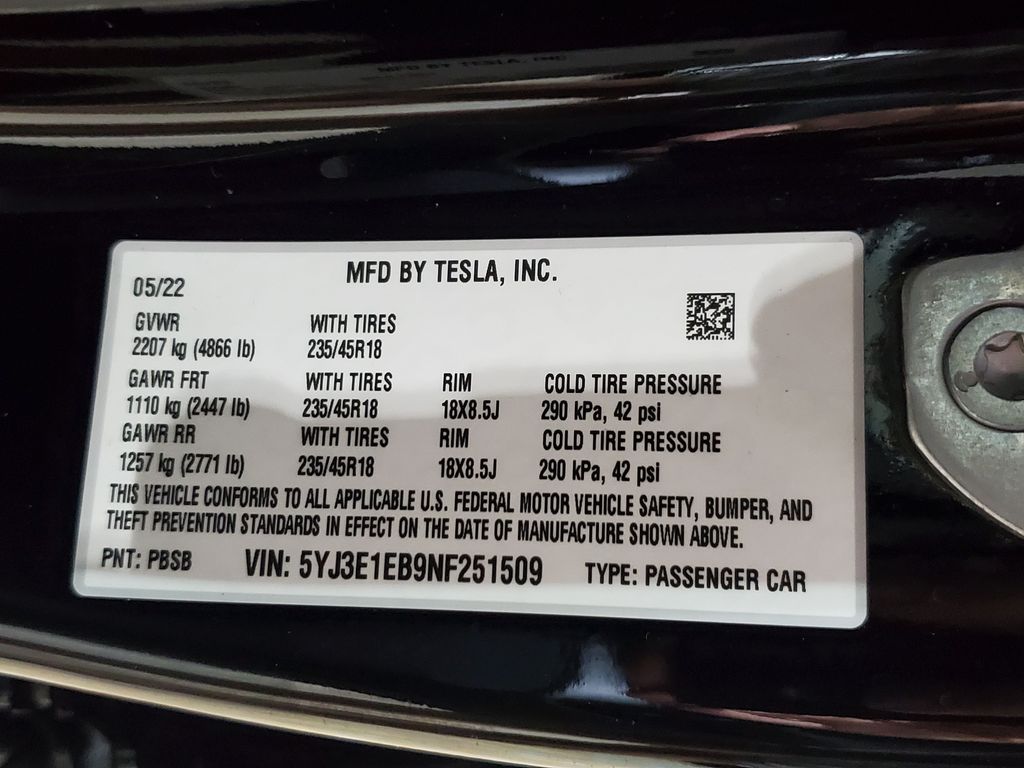 MFD BY TESLA, INC.
MFD BY TESLA, INC.
05/22
GVWR WITH TIRES
2207 kg (4866 lb) 235/45R18
GAWR FRT WITH TIRES RIM COLD TIRE PRESSURE
1110 kg (2447 lb) 235/45R18 18X8.5J 290 kPa, 42 psi
GAWR RR WITH TIRES RIM COLD TIRE PRESSURE
1257 kg (2771 lb) 235/45R18 18X8.5J 290 kPa, 42 psi
THIS VEHICLE CONFORMS TO ALL APPLICABLE U.S. FEDERAL MOTOR VEHICLE SAFETY, BUMPER, AND
THEFT PREVENTION STANDARDS IN EFFECT ON THE DATE OF MANUFACTURE SHOWN ABOVE.
PNT: PBSB VIN: 5YJ3E1EB9NF251509 TYPE: PASSENGER CAR